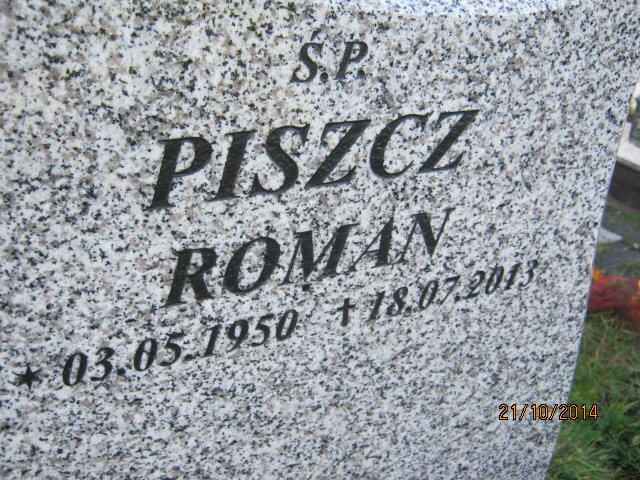 Ś.P.
PISZCZ
ROMAN
★ 03.05.1950 ✝ 18.07.2013
21/10/2014